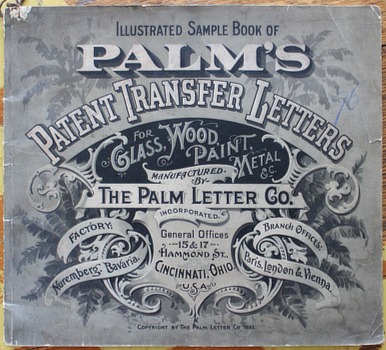 ILLUSTRATED SAMPLE BOOK OF
PALM'S
PATENT TRANSFER LETTERS
FOR
GLASS, WOOD,
PAINT,
METAL
&C.
MANUFACTURED
BY
THE PALM LETTER CO.
INCORPORATED.
FACTORY:
Nuremberg, Bavaria.
General Offices
15 & 17
HAMMOND ST.
CINCINNATI, OHIO
U.S.A.
BRANCH OFFICES:
Paris, London & Vienna.
COPYRIGHT BY THE PALM LETTER CO